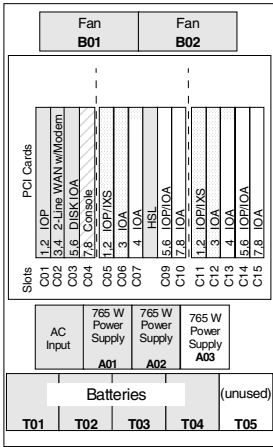 Fan
B01
Fan
B02
PCI Cards
Slots
1,2 IOP
C01
3,4 2-Line WAN w/Modem
C02
5,6 DISK IOA
C03
7,8 Console
C04
1,2 IOP/IXS
C05
3 IOA
C06
4 IOA
C07
HSL
5,6 IOP/IOA
C09
7,8 IOA
C10
1,2 IOP/IXS
C11
3 IOA
C12
4 IOA
C13
5,6 IOP/IOA
C14
7,8 IOA
C15
AC
Input
765 W
Power
Supply
A01
765 W
Power
Supply
A02
765 W
Power
Supply
A03
Batteries
(unused)
T01
T02
T03
T04
T05